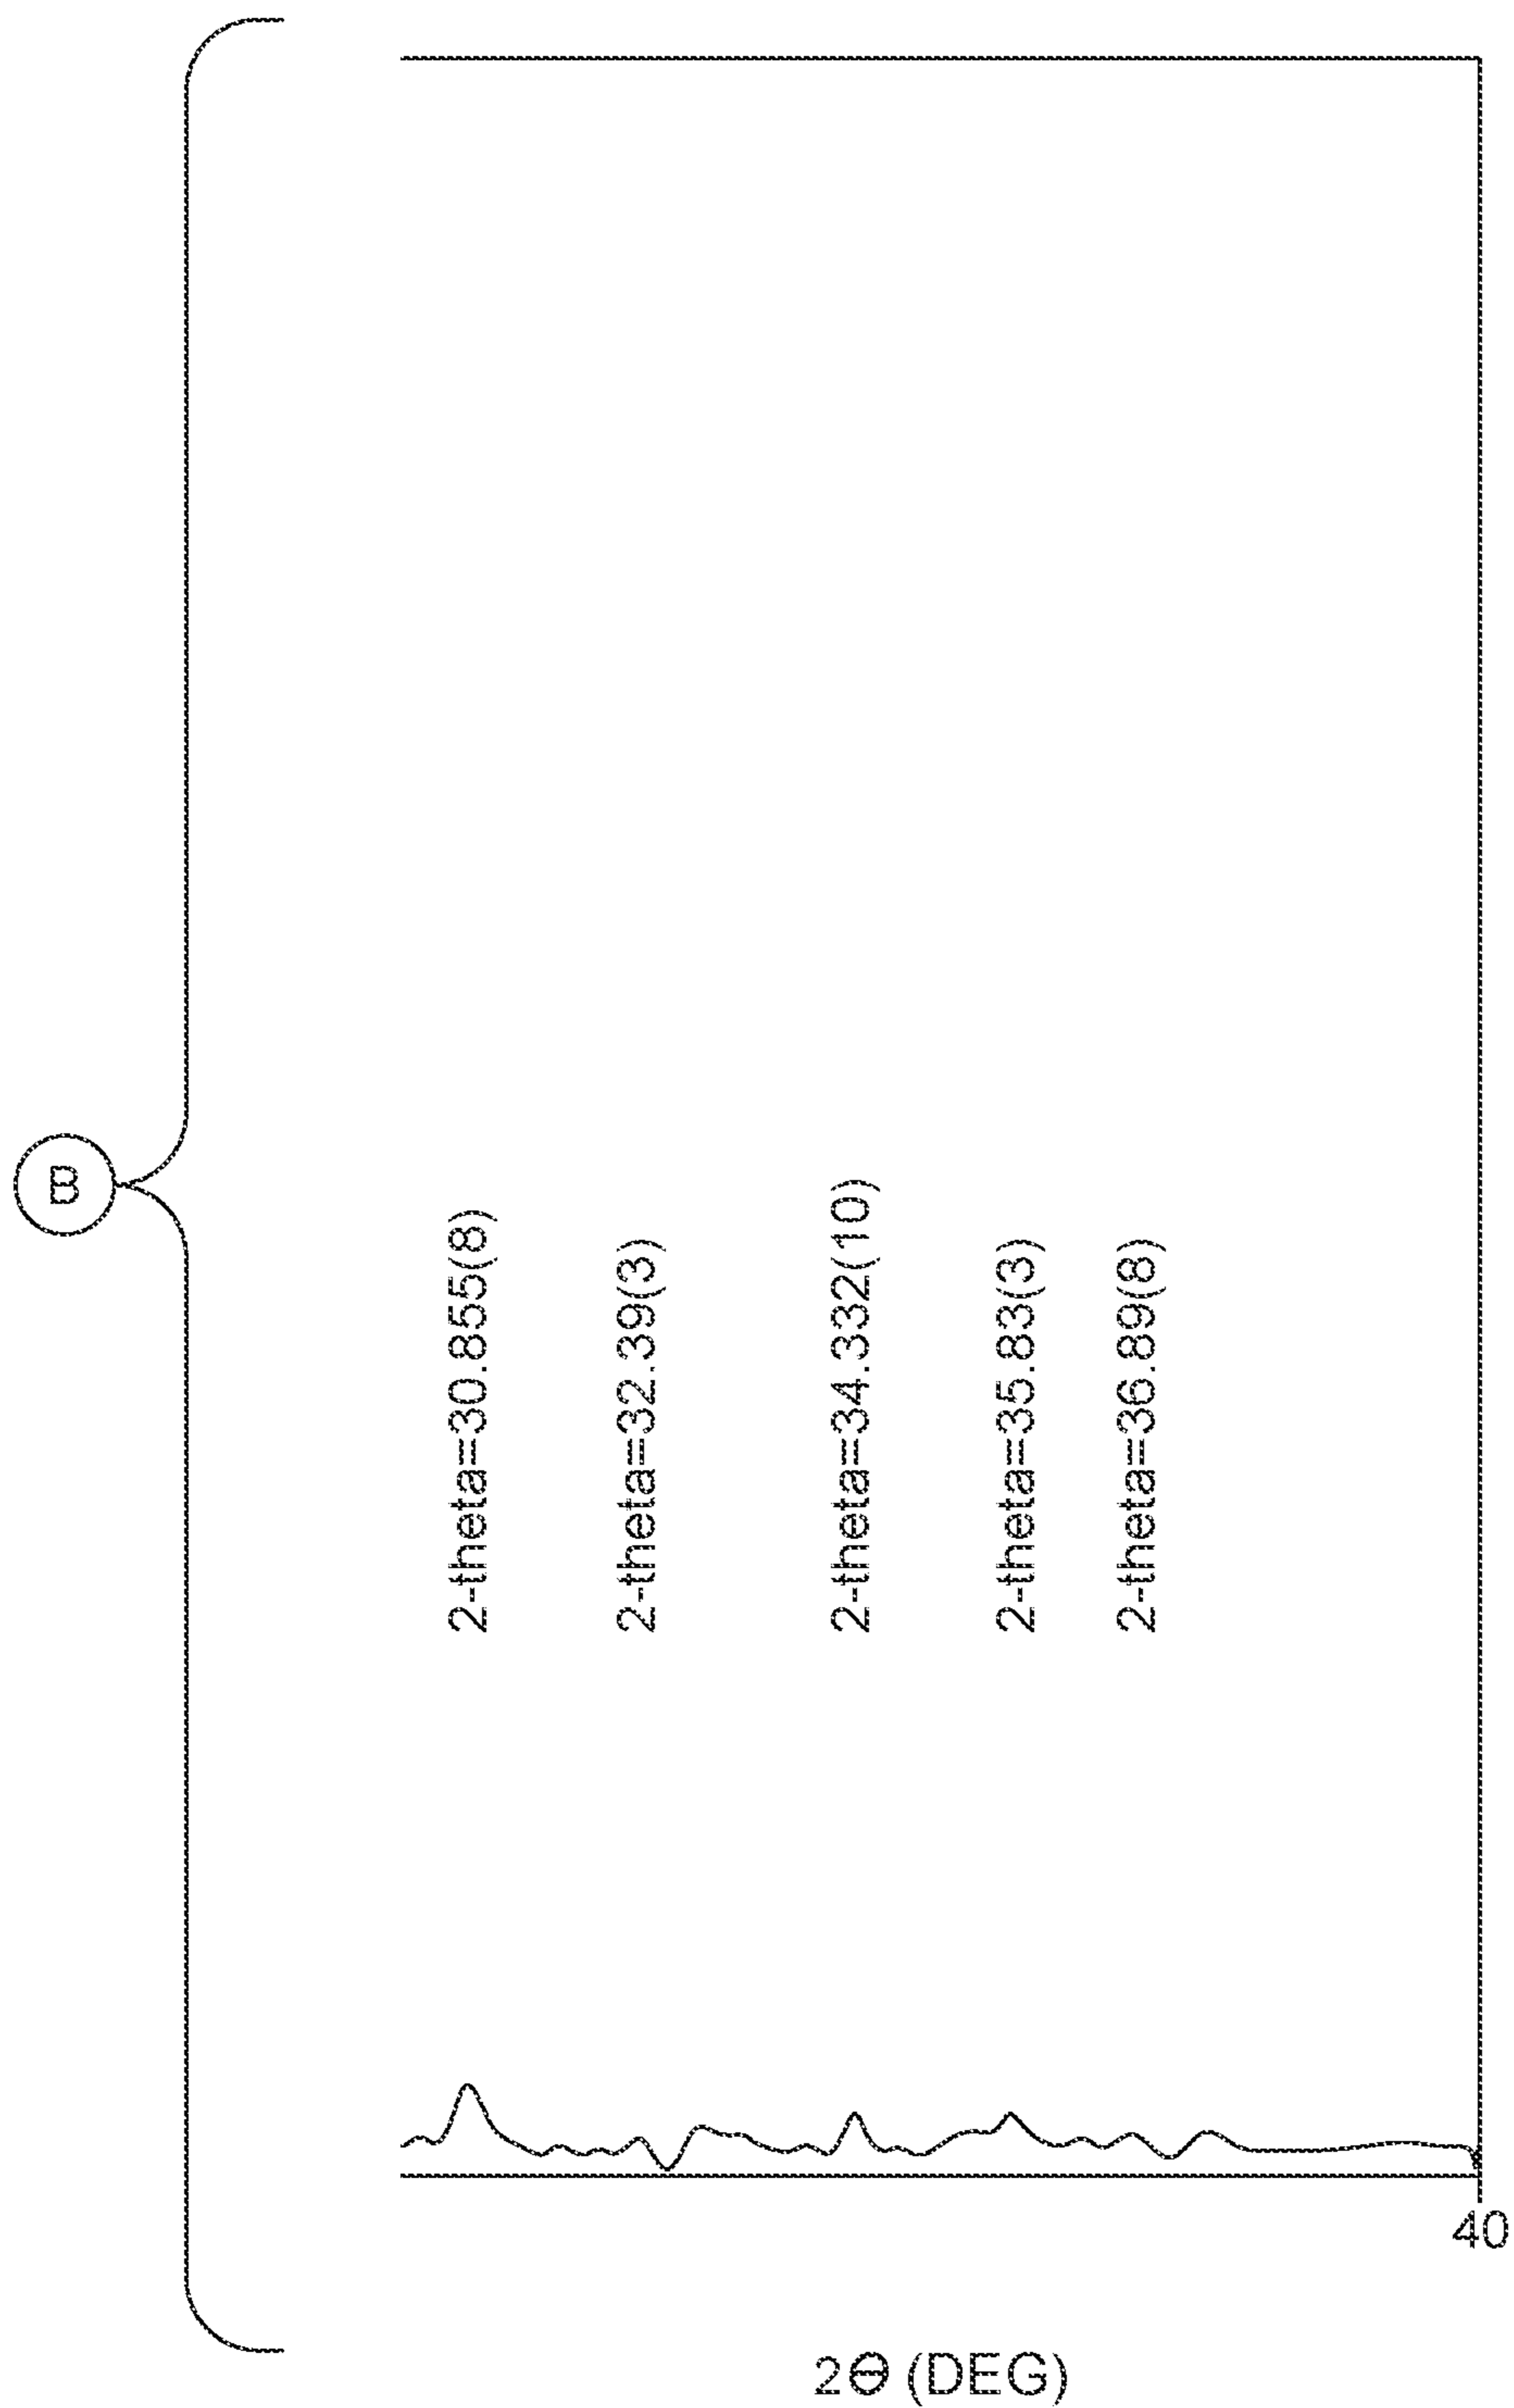 B
2-theta=30.855(8)
2-theta=32.39(3)
2-theta=34.332(10)
2-theta=35.83(3)
2-theta=36.89(8)
40
2Θ (DEG)